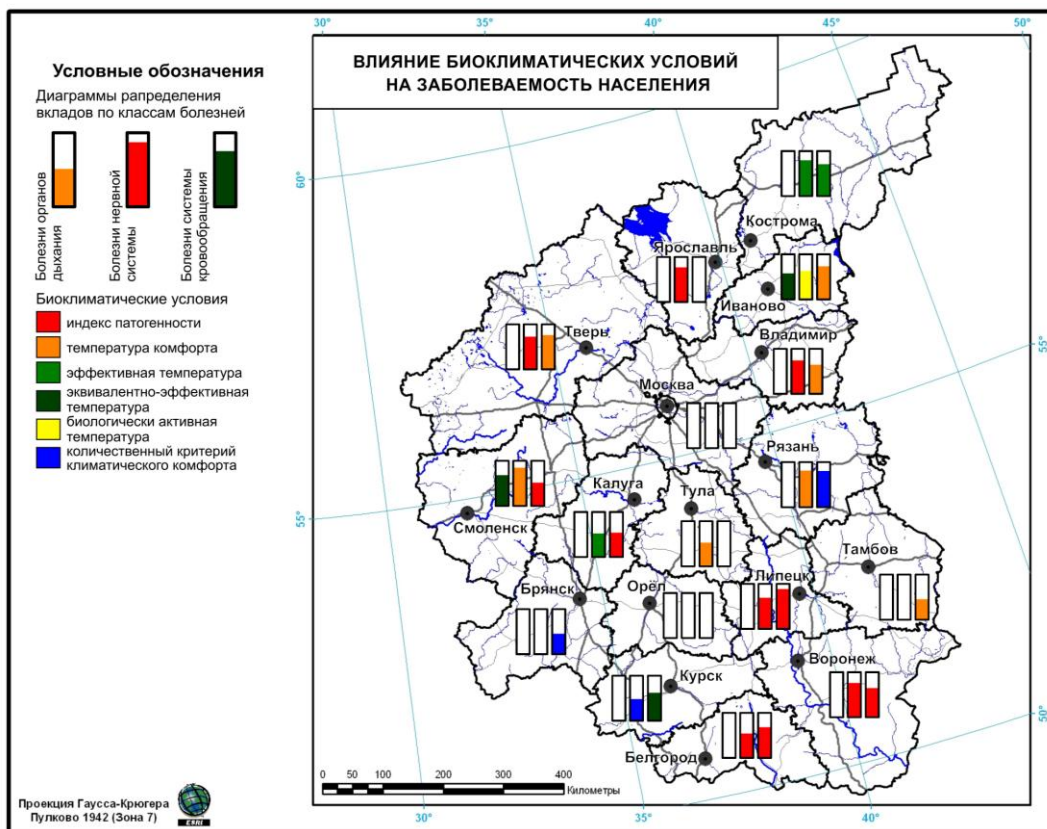 ВЛИЯНИЕ БИОКЛИМАТИЧЕСКИХ УСЛОВИЙ
НА ЗАБОЛЕВАЕМОСТЬ НАСЕЛЕНИЯ
Условные обозначения
Диаграммы рапределения
вкладов по классам болезней
Болезни органов
дыхания
Болезни нервной
системы
Болезни системы
кровообращения
Биоклиматические условия
индекс патогенности
температура комфорта
эффективная температура
эквивалентно-эффективная
температура
биологически активная
температура
количественный критерий
климатического комфорта
30°
35°
40°
45°
50°
60°
55°
55°
50°
30°
35°
40°
Кострома
Ярославль
Иваново
Тверь
Владимир
Москва
Рязань
Калуга
Тула
Смоленск
Тамбов
Липецк
Брянск
Орёл
Воронеж
Курск
Белгород
0 50 100 200 300 400
Километры
Проекция Гаусса-Крюгера
Пулково 1942 (Зона 7)
ESRI